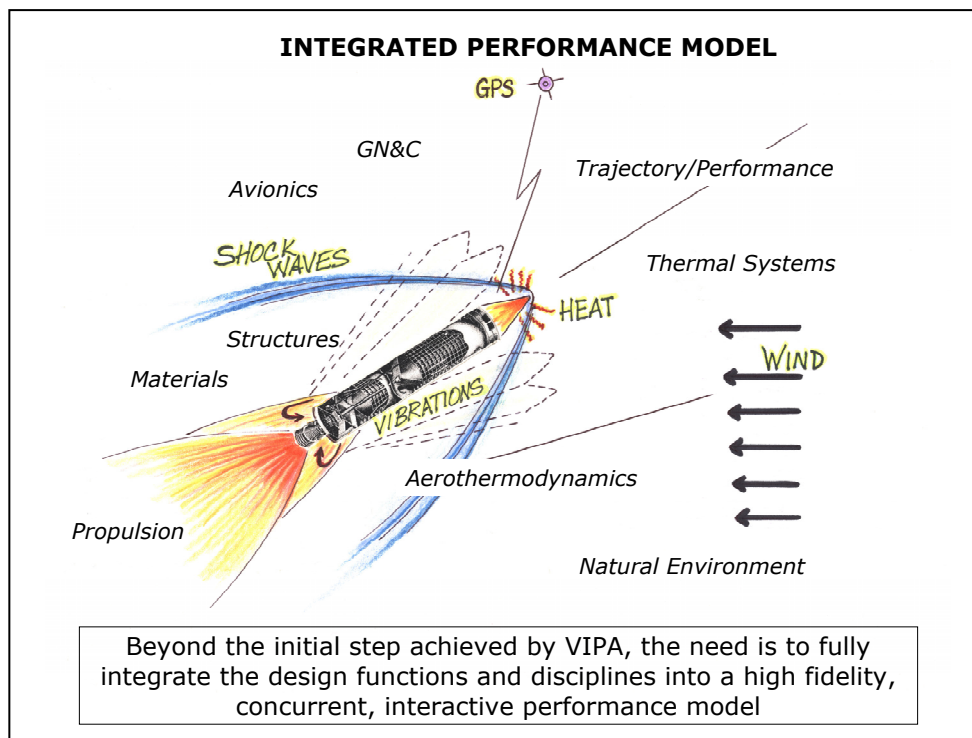 INTEGRATED PERFORMANCE MODEL
GPS
GN&C
Trajectory/Performance
Avionics
SHOCK
WAVES
Thermal Systems
HEAT
Structures
WIND
Materials
VIBRATIONS
Aerothermodynamics
Propulsion
Natural Environment
Beyond the initial step achieved by VIPA, the need is to fully
integrate the design functions and disciplines into a high fidelity,
concurrent, interactive performance model